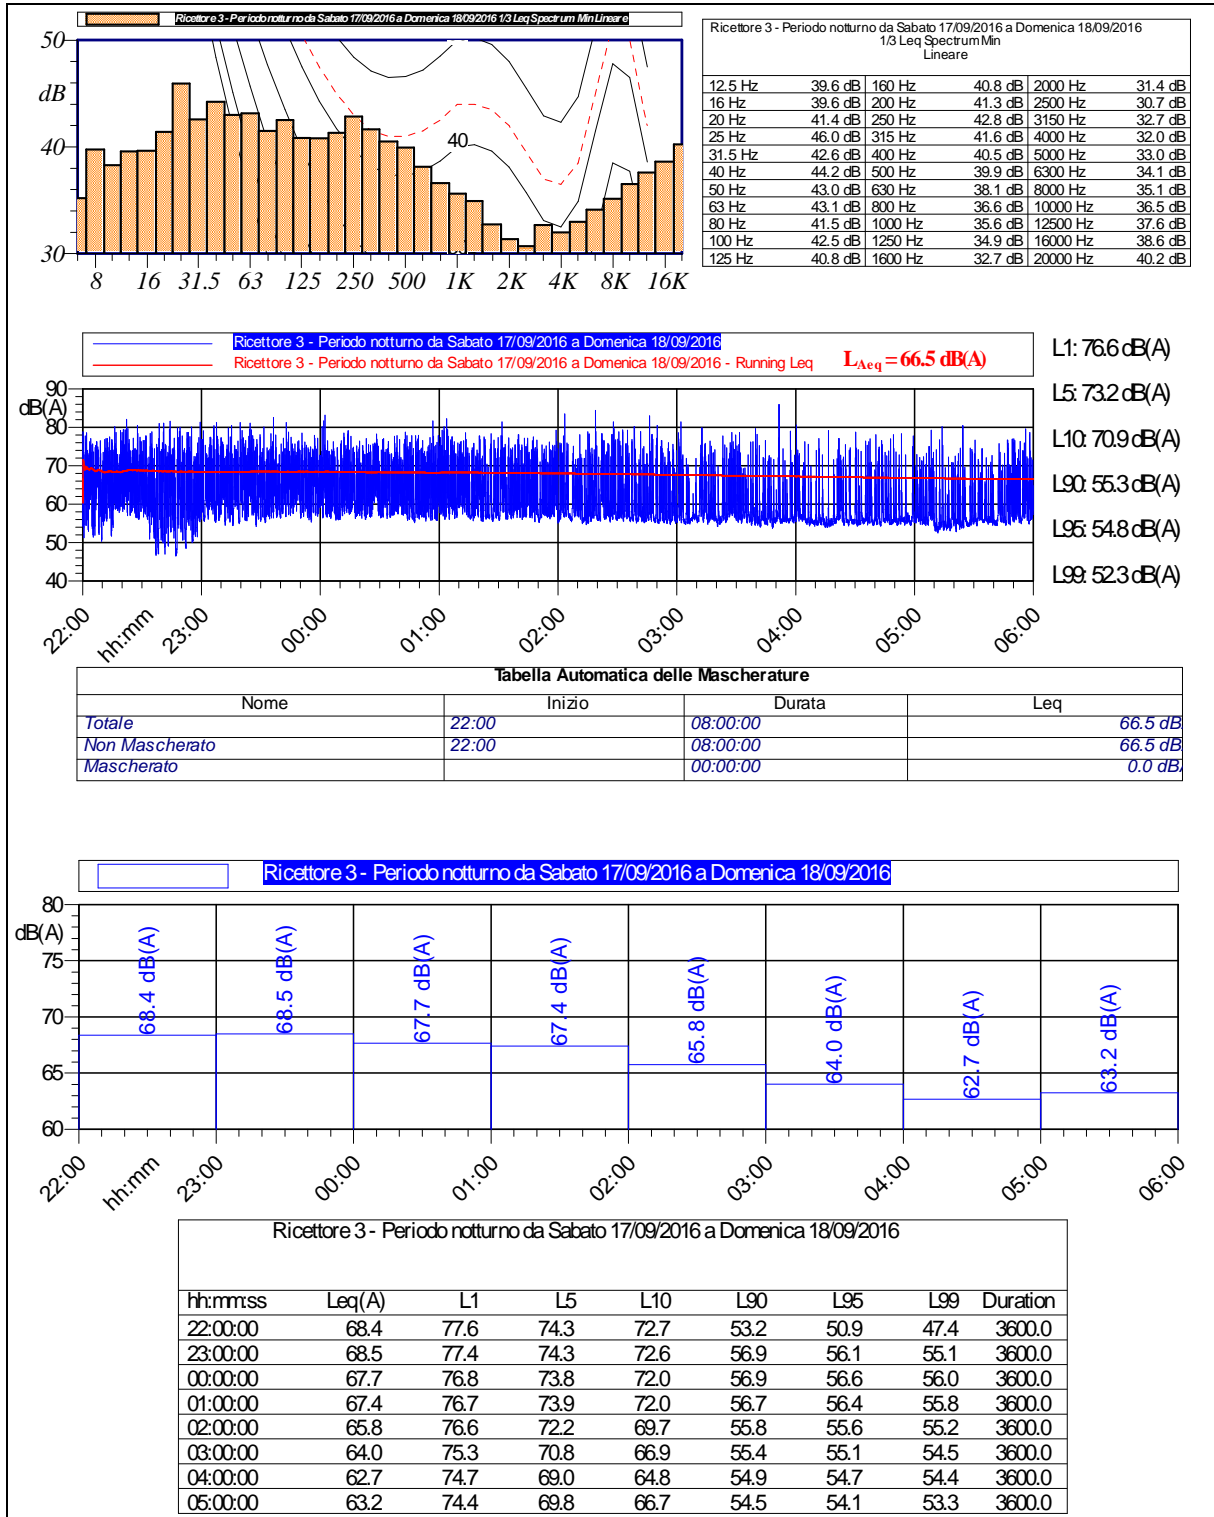 Ricettore 3 - Periodo notturno da Sabato 17/09/2016 a Domenica 18/09/2016 1/3 Leq Spectrum Min Lineare
50
dB
40
30
40
8 16 31.5 63 125 250 500 1K 2K 4K 8K 16K
Ricettore 3 - Periodo notturno da Sabato 17/09/2016 a Domenica 18/09/2016
1/3 Leq Spectrum Min
Lineare
12.5 Hz 39.6 dB 160 Hz 40.8 dB 2000 Hz 31.4 dB
16 Hz 39.6 dB 200 Hz 41.3 dB 2500 Hz 30.7 dB
20 Hz 41.4 dB 250 Hz 42.8 dB 3150 Hz 32.7 dB
25 Hz 46.0 dB 315 Hz 41.6 dB 4000 Hz 32.0 dB
31.5 Hz 42.6 dB 400 Hz 40.5 dB 5000 Hz 33.0 dB
40 Hz 44.2 dB 500 Hz 39.9 dB 6300 Hz 34.1 dB
50 Hz 43.0 dB 630 Hz 38.1 dB 8000 Hz 35.1 dB
63 Hz 43.1 dB 800 Hz 36.6 dB 10000 Hz 36.5 dB
80 Hz 41.5 dB 1000 Hz 35.6 dB 12500 Hz 37.6 dB
100 Hz 42.5 dB 1250 Hz 34.9 dB 16000 Hz 38.6 dB
125 Hz 40.8 dB 1600 Hz 32.7 dB 20000 Hz 40.2 dB
Ricettore 3 - Periodo notturno da Sabato 17/09/2016 a Domenica 18/09/2016
Ricettore 3 - Periodo notturno da Sabato 17/09/2016 a Domenica 18/09/2016 - Running Leq LAeq = 66.5 dB(A)
90
dB(A)
80
70
60
50
40
22:00 hh:mm 23:00 00:00 01:00 02:00 03:00 04:00 05:00 06:00
L1: 76.6 dB(A)
L5: 73.2 dB(A)
L10: 70.9 dB(A)
L90: 55.3 dB(A)
L95: 54.8 dB(A)
L99: 52.3 dB(A)
Tabella Automatica delle Mascherature
Nome Inizio Durata Leq
Totale 22:00 08:00:00 66.5 dB
Non Mascherato 22:00 08:00:00 66.5 dB
Mascherato 00:00:00 0.0 dB
Ricettore 3 - Periodo notturno da Sabato 17/09/2016 a Domenica 18/09/2016
80
dB(A)
75
70
65
60
68.4 dB(A) 68.5 dB(A) 67.7 dB(A) 67.4 dB(A) 65.8 dB(A) 64.0 dB(A) 62.7 dB(A) 63.2 dB(A)
22:00 hh:mm 23:00 00:00 01:00 02:00 03:00 04:00 05:00 06:00
Ricettore 3 - Periodo notturno da Sabato 17/09/2016 a Domenica 18/09/2016
hh:mm:ss Leq(A) L1 L5 L10 L90 L95 L99 Duration
22:00:00 68.4 77.6 74.3 72.7 53.2 50.9 47.4 3600.0
23:00:00 68.5 77.4 74.3 72.6 56.9 56.1 55.1 3600.0
00:00:00 67.7 76.8 73.8 72.0 56.9 56.6 56.0 3600.0
01:00:00 67.4 76.7 73.9 72.0 56.7 56.4 55.8 3600.0
02:00:00 65.8 76.6 72.2 69.7 55.8 55.6 55.2 3600.0
03:00:00 64.0 75.3 70.8 66.9 55.4 55.1 54.5 3600.0
04:00:00 62.7 74.7 69.0 64.8 54.9 54.7 54.4 3600.0
05:00:00 63.2 74.4 69.8 66.7 54.5 54.1 53.3 3600.0